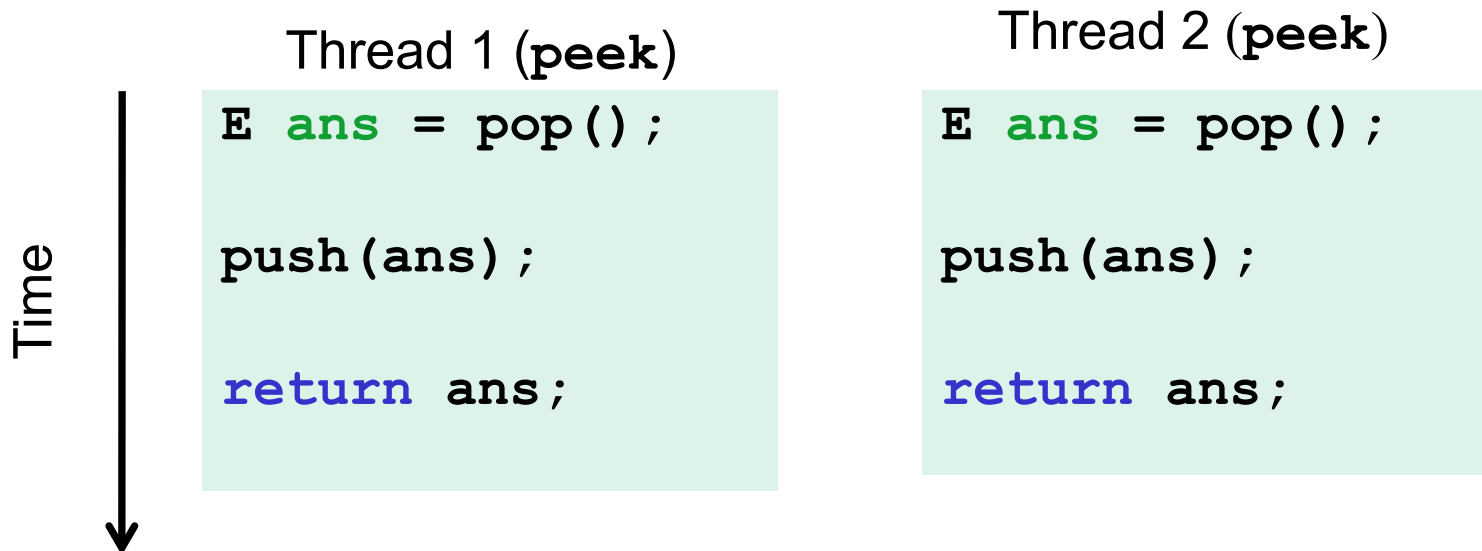 Thread 1 (peek)
E ans = pop();
push(ans);
return ans;
Thread 2 (peek)
E ans = pop();
push(ans);
return ans;
Time